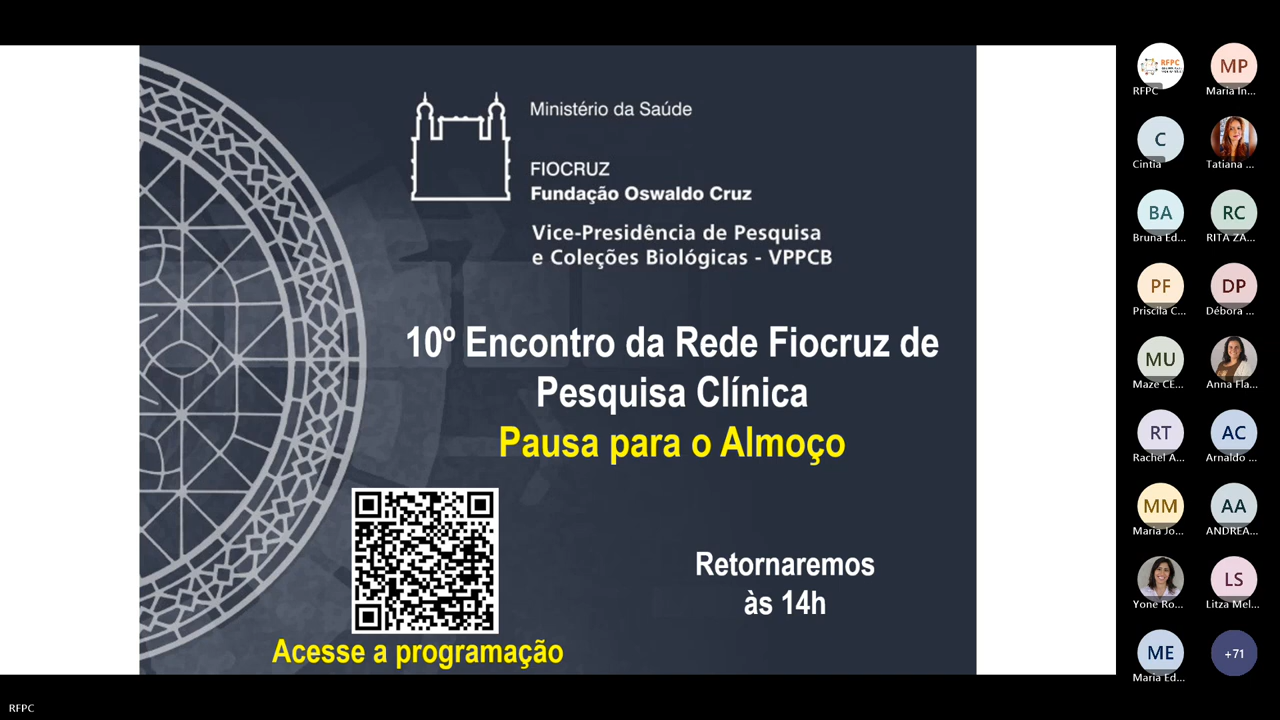 Ministério da Saúde
FIOCRUZ
Fundação Oswaldo Cruz
Vice-Presidência de Pesquisa
e Coleções Biológicas - VPPCB
10º Encontro da Rede Fiocruz de
Pesquisa Clínica
Pausa para o Almoço
Retornaremos
às 14h
Acesse a programação
RFPC
RFPC
MP
Maria In...
C
Cintia
Tatiana ...
BA
Bruna Ed...
RC
RITA ZA...
PF
Priscila C...
DP
Débora ...
MU
Maze CE...
Anna Fla...
RT
Rachel A...
AC
Arnaldo ...
MM
Maria Jo...
AA
ANDREA...
Yone Ro...
LS
Litza Mel...
ME
Maria Ed...
+71
RFPC